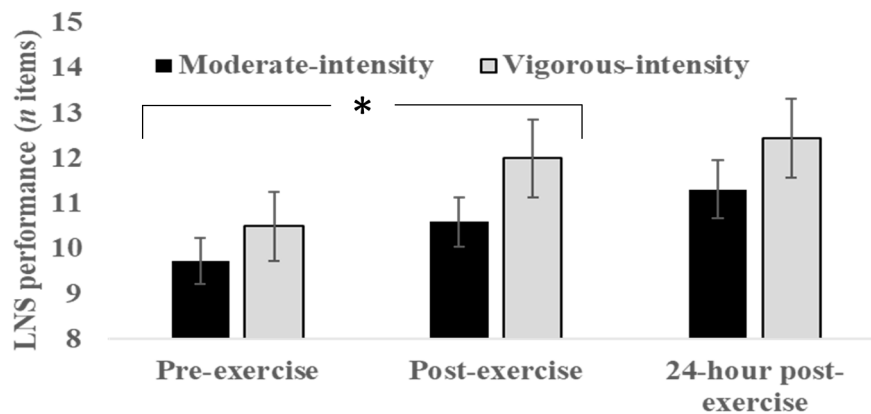 LNS performance (n items)
15
14
13
12
11
10
9
8
Moderate-intensity
Vigorous-intensity
*
Pre-exercise
Post-exercise
24-hour post-
exercise